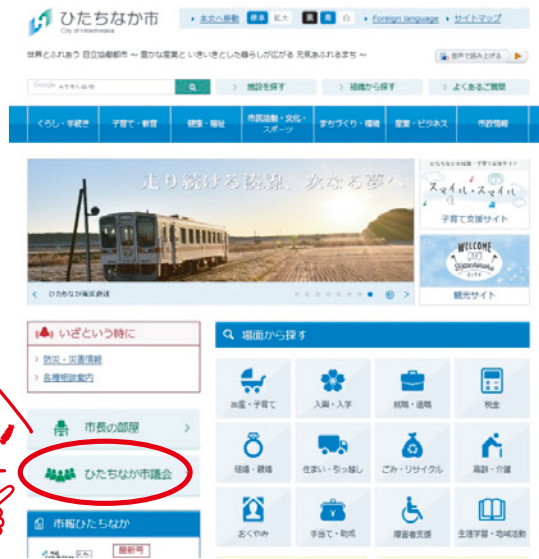 ひたちなか市
City of Hitachinaka
本文へ移動 標準 拡大 黒 青 白 Foreign language サイトマップ
世界とふれあう 自立協働都市 ～ 豊かな産業と いきいきとした暮らしが広がる 元気あふれるまち ～
音声で読み上げる
Google
施設を探す 組織から探す よくあるご質問
くらし・手続き 子育て・教育 健康・福祉 市民活動・文化・スポーツ まちづくり・環境 産業・ビジネス 市政情報
走り続ける湊線、次なる夢へ
スマイル・スマイル
子育て支援サイト
WELCOME
Hitachinaka
CITY
観光サイト
ひたちなか海浜鉄道
いざという時に
防災・災害情報
各種相談案内
場面から探す
出産・子育て 入園・入学 就職・退職 税金
市長の部屋
結婚・離婚 住まい・引っ越し ごみ・リサイクル 高齢・介護
ひたちなか市議会
おくやみ 手当て・助成 障害者支援 生涯学習・地域活動
市報ひたちなか
最新号